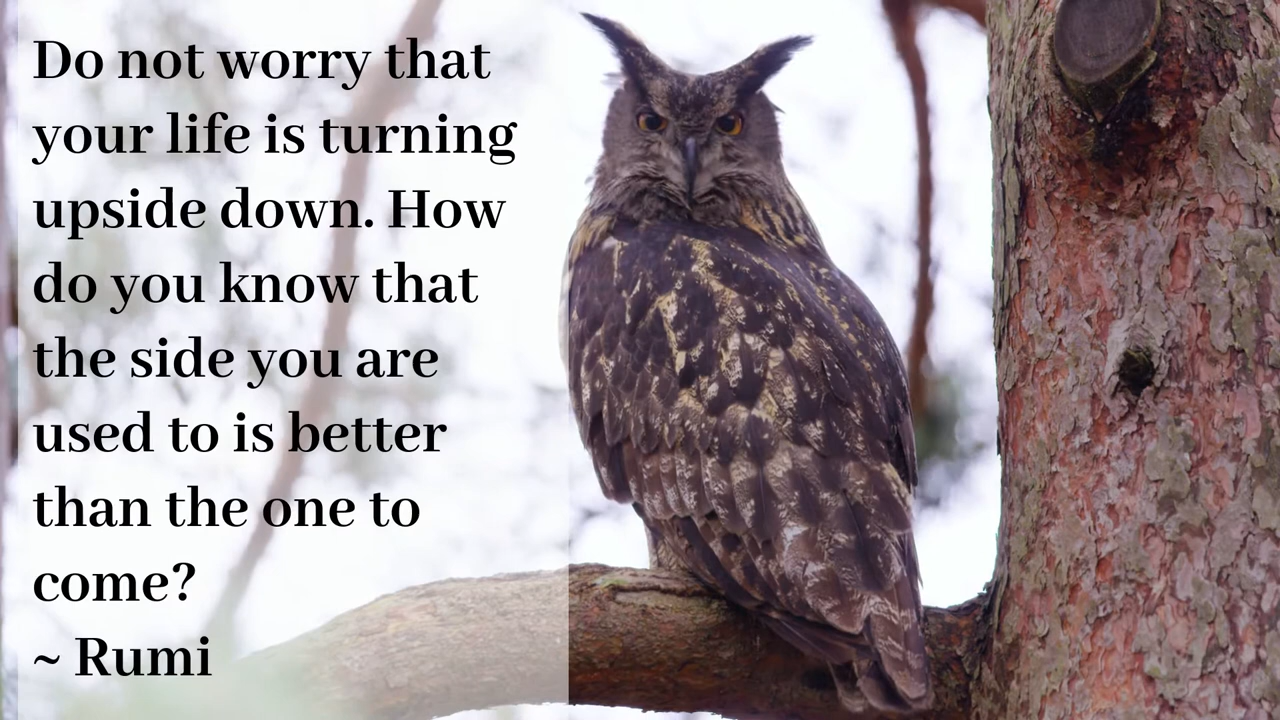 Do not worry that
your life is turning
upside down. How
do you know that
the side you are
used to is better
than the one to
come?
~ Rumi